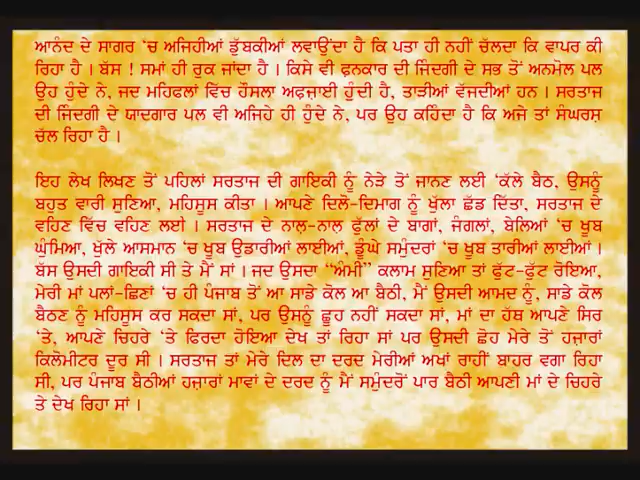 ਆਨੰਦ ਦੇ ਸਾਗਰ ‘ਚ ਅਜਿਹੀਆਂ ਡੁੱਬਕੀਆਂ ਲਵਾਉਂਦਾ ਹੈ ਕਿ ਪਤਾ ਹੀ ਨਹੀਂ ਚੱਲਦਾ ਕਿ ਵਾਪਰ ਕੀ
ਰਿਹਾ ਹੈ । ਬੱਸ ! ਸਮਾਂ ਹੀ ਰੁਕ ਜਾਂਦਾ ਹੈ । ਕਿਸੇ ਵੀ ਫ਼ਨਕਾਰ ਦੀ ਜਿੰਦਗੀ ਦੇ ਸਭ ਤੋਂ ਅਨਮੋਲ ਪਲ
ਉਹ ਹੁੰਦੇ ਨੇ, ਜਦ ਮਹਿਫਲਾਂ ਵਿੱਚ ਹੌਸਲਾ ਅਫਜ਼ਾਈ ਹੁੰਦੀ ਹੈ, ਤਾੜੀਆਂ ਵੱਜਦੀਆਂ ਹਨ । ਸਰਤਾਜ
ਦੀ ਜਿੰਦਗੀ ਦੇ ਯਾਦਗਾਰ ਪਲ ਵੀ ਅਜਿਹੇ ਹੀ ਹੁੰਦੇ ਨੇ, ਪਰ ਉਹ ਕਹਿੰਦਾ ਹੈ ਕਿ ਅਜੇ ਤਾਂ ਸੰਘਰਸ਼
ਚੱਲ ਰਿਹਾ ਹੈ ।
ਇਹ ਲੇਖ ਲਿਖਣ ਤੋਂ ਪਹਿਲਾਂ ਸਰਤਾਜ ਦੀ ਗਾਇਕੀ ਨੂੰ ਨੇੜੇ ਤੋਂ ਜਾਨਣ ਲਈ ‘ਕੱਲੇ ਬੈਠ, ਉਸਨੂੰ
ਬਹੁਤ ਵਾਰੀ ਸੁਣਿਆ, ਮਹਿਸੂਸ ਕੀਤਾ । ਆਪਣੇ ਦਿਲੋ-ਦਿਮਾਗ ਨੂੰ ਖੁੱਲਾ ਛੱਡ ਦਿੱਤਾ, ਸਰਤਾਜ ਦੇ
ਵਹਿਣ ਵਿੱਚ ਵਹਿਣ ਲਈ । ਸਰਤਾਜ ਦੇ ਨਾਲ਼-ਨਾਲ਼ ਫੁੱਲਾਂ ਦੇ ਬਾਗਾਂ, ਜੰਗਲਾਂ, ਬੇਲਿਆਂ ‘ਚ ਖੂਬ
ਘੁੰਮਿਆ, ਖੁੱਲੇ ਆਸਮਾਨ ‘ਚ ਖੂਬ ਉਡਾਰੀਆਂ ਲਾਈਆਂ, ਡੂੰਘੇ ਸਮੁੰਦਰਾਂ ‘ਚ ਖੂਬ ਤਾਰੀਆਂ ਲਾਈਆਂ ।
ਬੱਸ ਉਸਦੀ ਗਾਇਕੀ ਸੀ ਤੇ ਮੈਂ ਸਾਂ । ਜਦ ਉਸਦਾ “ਅੰਮੀ” ਕਲਾਮ ਸੁਣਿਆ ਤਾਂ ਫੁੱਟ-ਫੁੱਟ ਰੋਇਆ,
ਮੇਰੀ ਮਾਂ ਪਲਾਂ-ਛਿਣਾਂ ‘ਚ ਹੀ ਪੰਜਾਬ ਤੋਂ ਆ ਸਾਡੇ ਕੋਲ ਆ ਬੈਠੀ, ਮੈਂ ਉਸਦੀ ਆਮਦ ਨੂੰ, ਸਾਡੇ ਕੋਲ
ਬੈਠਣ ਨੂੰ ਮਹਿਸੂਸ ਕਰ ਸਕਦਾ ਸਾਂ, ਪਰ ਉਸਨੂੰ ਛੂਹ ਨਹੀਂ ਸਕਦਾ ਸਾਂ, ਮਾਂ ਦਾ ਹੱਥ ਆਪਣੇ ਸਿਰ
‘ਤੇ, ਆਪਣੇ ਚਿਹਰੇ ‘ਤੇ ਫਿਰਦਾ ਹੋਇਆ ਦੇਖ ਤਾਂ ਰਿਹਾ ਸਾਂ ਪਰ ਉਸਦੀ ਛੋਹ ਮੇਰੇ ਤੋਂ ਹਜ਼ਾਰਾਂ
ਕਿਲੋਮੀਟਰ ਦੂਰ ਸੀ । ਸਰਤਾਜ ਤਾਂ ਮੇਰੇ ਦਿਲ ਦਾ ਦਰਦ ਮੇਰੀਆਂ ਅਖਾਂ ਰਾਹੀਂ ਬਾਹਰ ਵਗਾ ਰਿਹਾ
ਸੀ, ਪਰ ਪੰਜਾਬ ਬੈਠੀਆਂ ਹਜ਼ਾਰਾਂ ਮਾਵਾਂ ਦੇ ਦਰਦ ਨੂੰ ਮੈਂ ਸਮੁੰਦਰੋਂ ਪਾਰ ਬੈਠੀ ਆਪਣੀ ਮਾਂ ਦੇ ਚਿਹਰੇ
ਤੇ ਦੇਖ ਰਿਹਾ ਸਾਂ ।